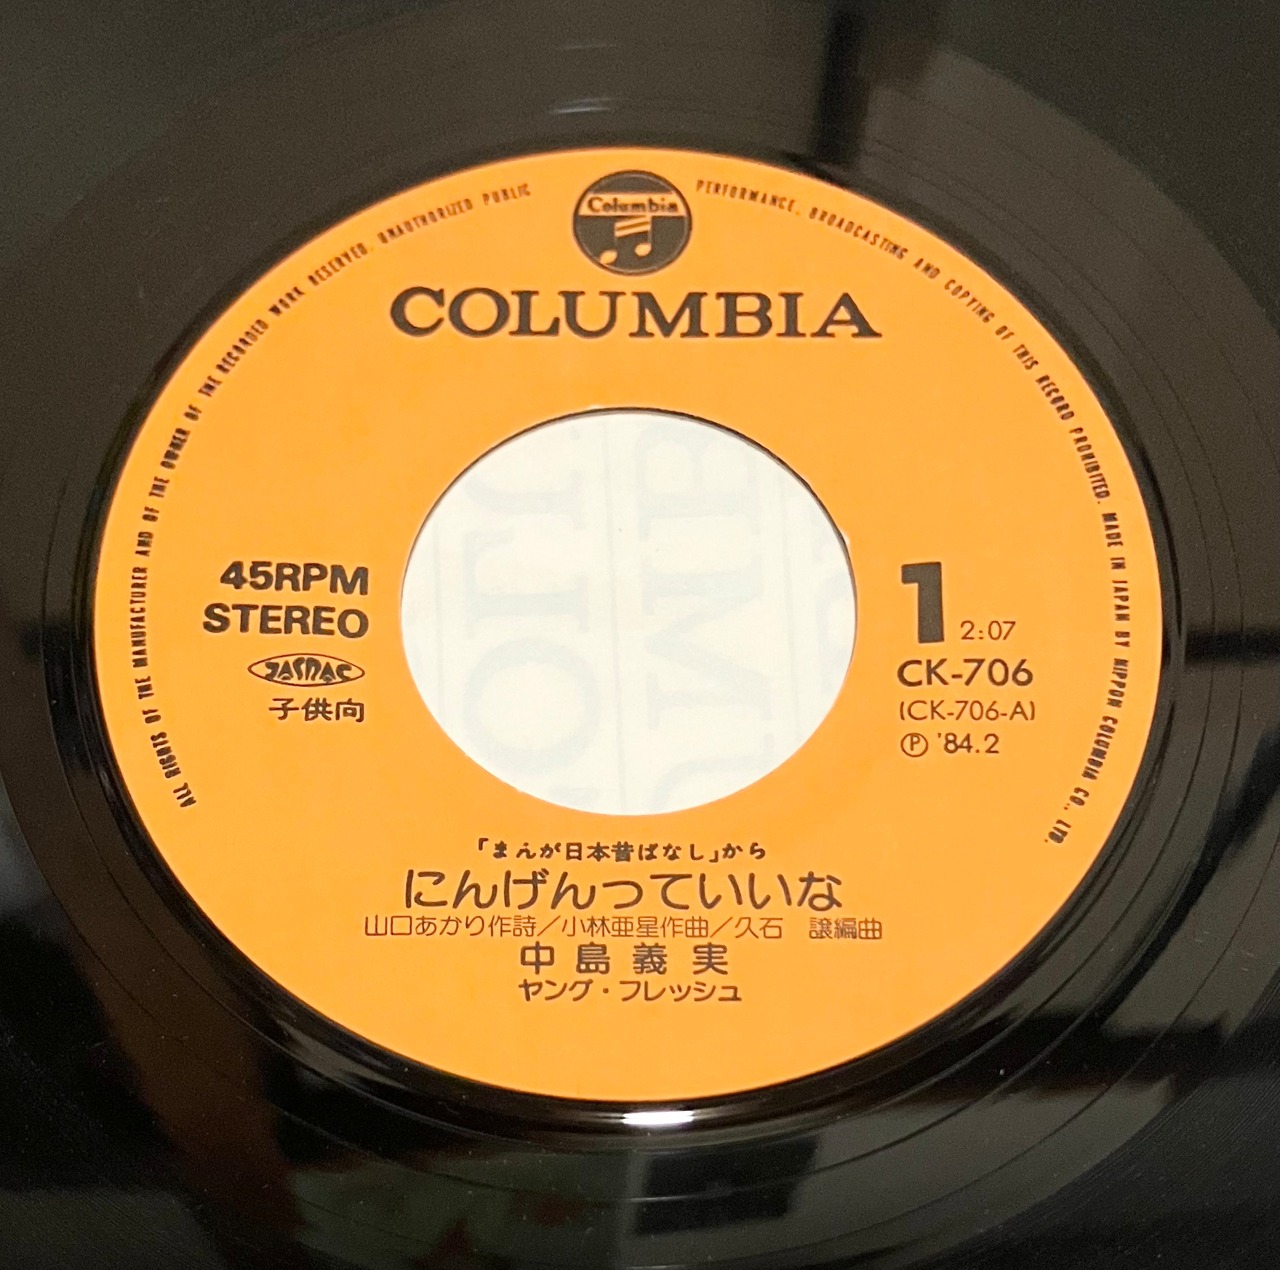 ALL RIGHTS OF THE MANUFACTURER AND OF THE OWNER OF THE RECORDED WORK RESERVED. UNAUTHORIZED PUBLIC PERFORMANCE, BROADCASTING AND COPYING OF THIS RECORD PROHIBITED. MADE IN JAPAN BY NIPPON COLUMBIA CO., LTD.
Columbia
COLUMBIA
45RPM
STEREO
JASRAC
子供向
1 2:07
CK-706
(CK-706-A)
Ⓟ '84.2
「まんが日本昔ばなし」から
にんげんっていいな
山口あかり作詩／小林亜星作曲／久石 譲編曲
中島義実
ヤング・フレッシュ